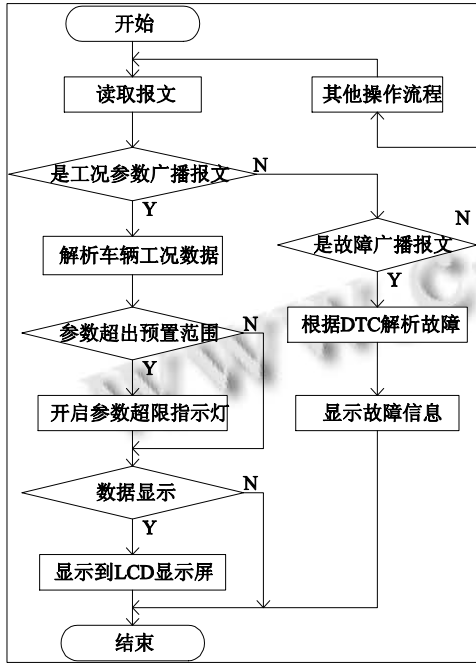 开始
读取报文
其他操作流程
是工况参数广播报文
N
Y
N
解析车辆工况数据
是故障广播报文
Y
参数超出预置范围
N
根据DTC解析故障
Y
开启参数超限指示灯
显示故障信息
数据显示
N
Y
显示到LCD显示屏
结束